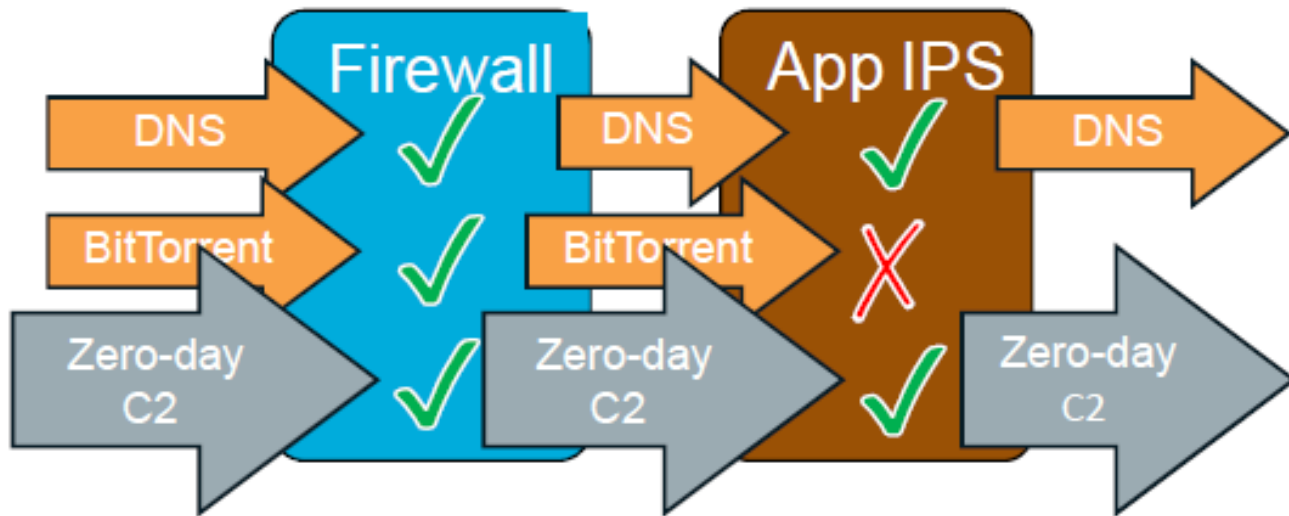 Firewall
App IPS
DNS
DNS
DNS
BitTorrent
BitTorrent
Zero-day
C2
Zero-day
C2
Zero-day
C2